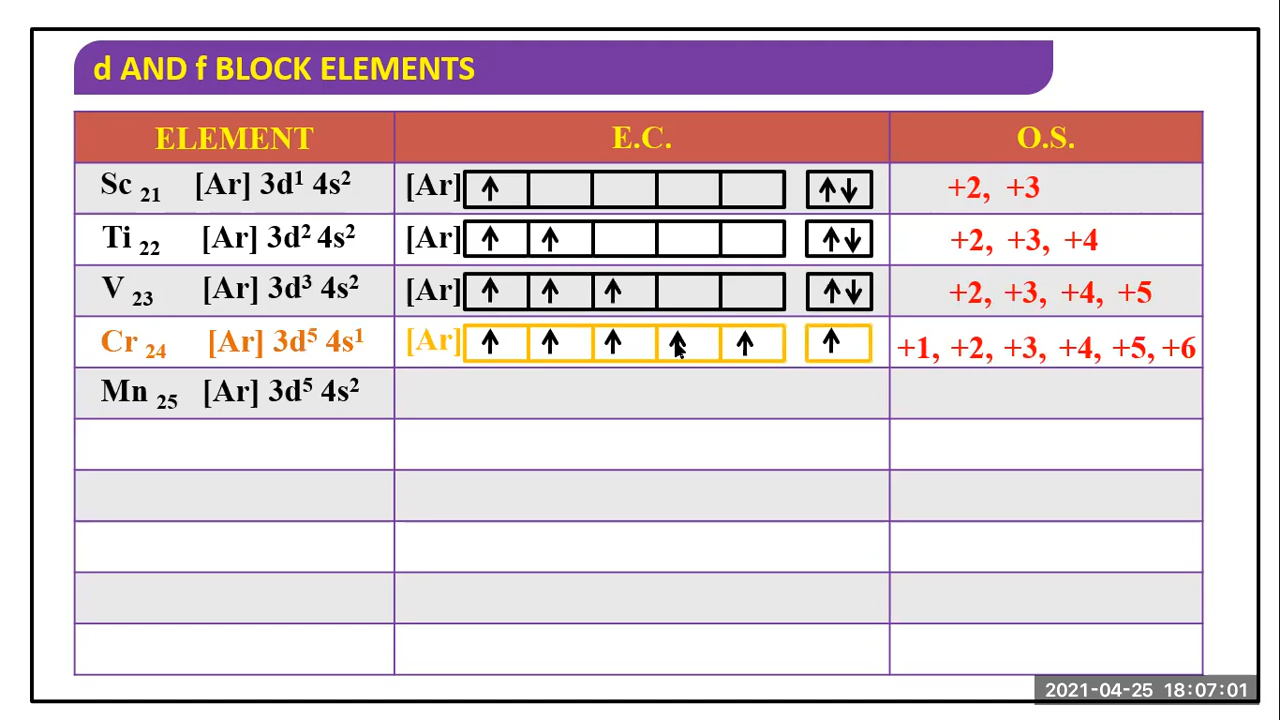 d AND f BLOCK ELEMENTS
ELEMENT E.C. O.S.
Sc 21 [Ar] 3d¹ 4s² [Ar] ↑ ↑↓ +2, +3
Ti 22 [Ar] 3d² 4s² [Ar] ↑ ↑ ↑↓ +2, +3, +4
V 23 [Ar] 3d³ 4s² [Ar] ↑ ↑ ↑ ↑↓ +2, +3, +4, +5
Cr 24 [Ar] 3d⁵ 4s¹ [Ar] ↑ ↑ ↑ ↑ ↑ ↑ +1, +2, +3, +4, +5, +6
Mn 25 [Ar] 3d⁵ 4s²
2021-04-25 18:07:01